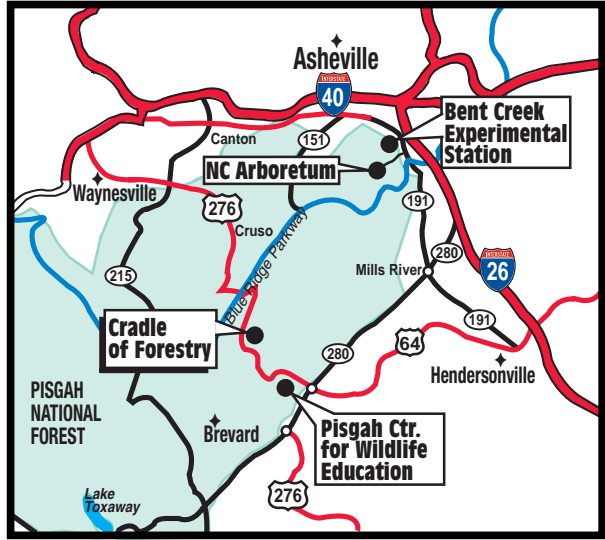 Asheville
INTERSTATE
40
Bent Creek
Experimental
Station
Canton
151
NC Arboretum
Waynesville
276
191
Cruso
Blue Ridge Parkway
280
215
Mills River
INTERSTATE
26
Cradle
of Forestry
191
280
64
Hendersonville
PISGAH
NATIONAL
FOREST
Brevard
Pisgah Ctr.
for Wildlife
Education
276
Lake
Toxaway